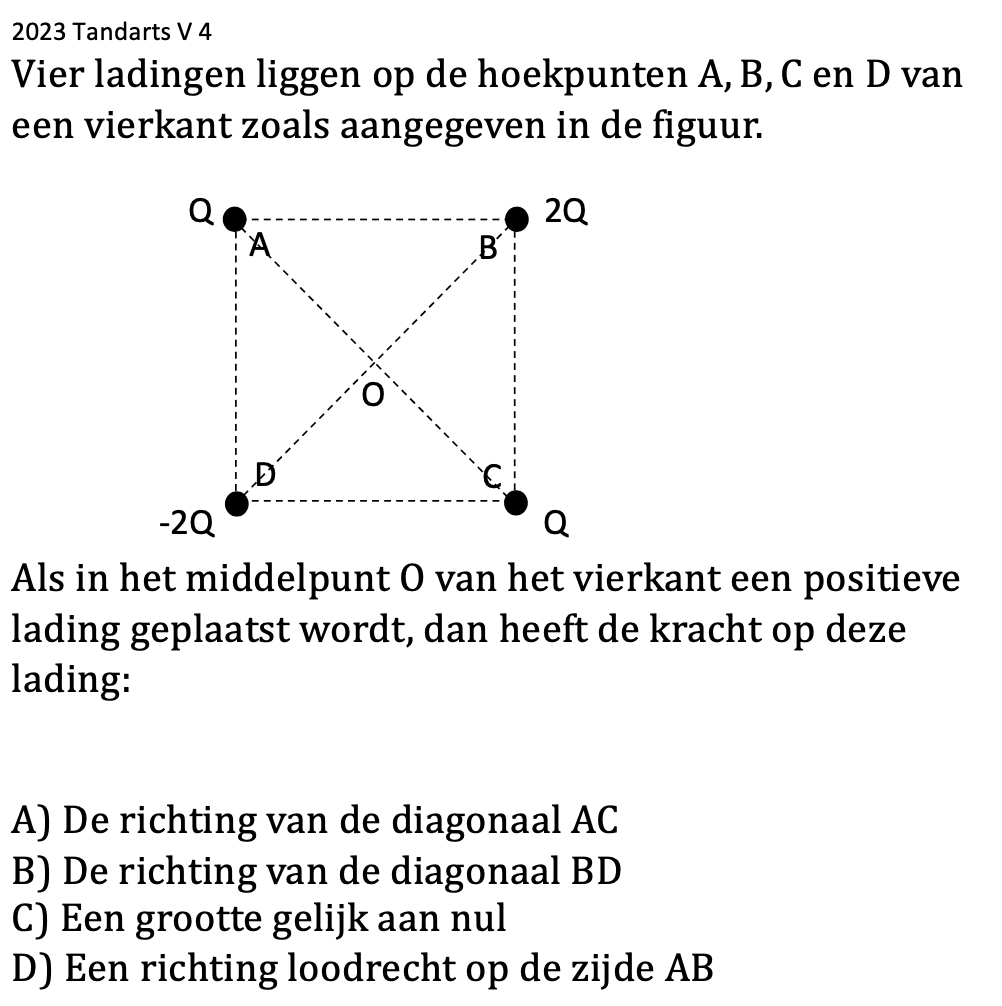 2023 Tandarts V 4
Vier ladingen liggen op de hoekpunten A, B, C en D van
een vierkant zoals aangegeven in de figuur.
Q
2Q
A
B
O
D
C
-2Q
Q
Als in het middelpunt O van het vierkant een positieve
lading geplaatst wordt, dan heeft de kracht op deze
lading:
A) De richting van de diagonaal AC
B) De richting van de diagonaal BD
C) Een grootte gelijk aan nul
D) Een richting loodrecht op de zijde AB